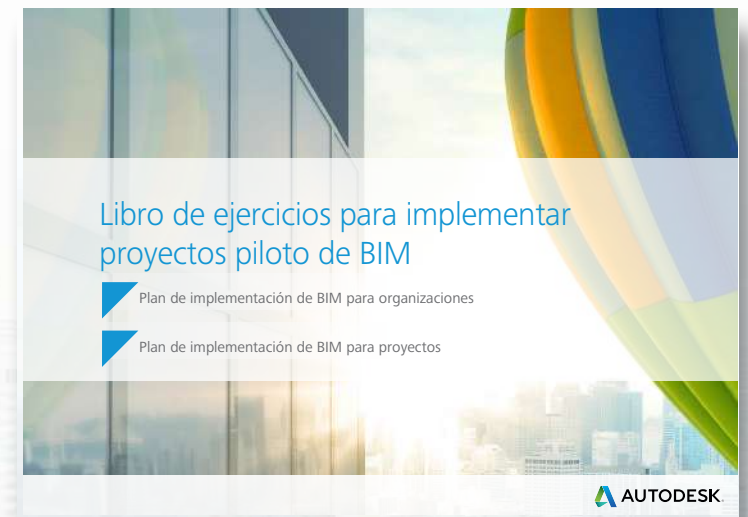 Libro de ejercicios para implementar
proyectos piloto de BIM
Plan de implementación de BIM para organizaciones
Plan de implementación de BIM para proyectos
AUTODESK